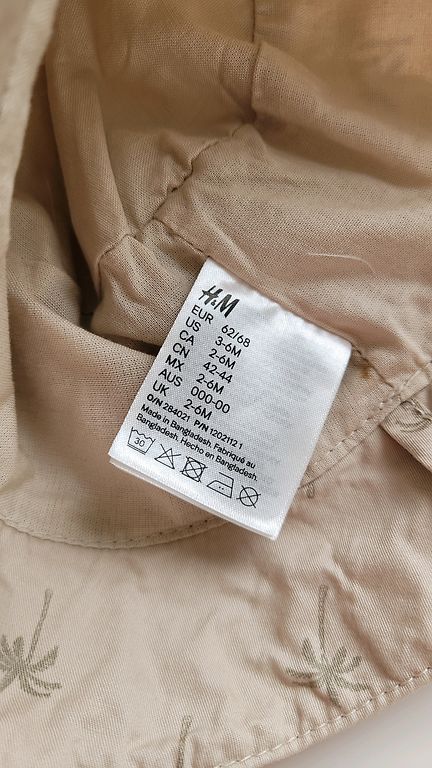 H&M
EUR 62/68
US 3-6M
CA 2-6M
CN 42-44
MX 2-6M
AUS 000-00
UK 2-6M
O/N 284021 P/N 1202112 1
Made in Bangladesh. Fabriqué au
Bangladesh. Hecho en Bangladesh.
30